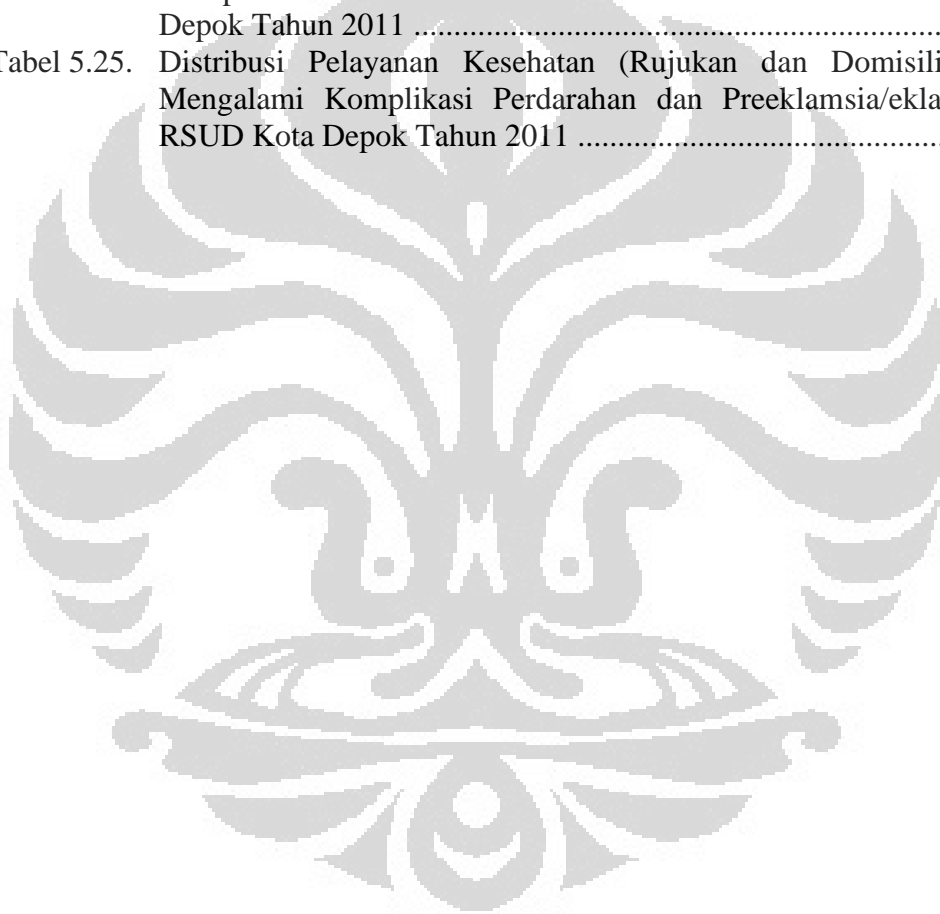 Depok Tahun 2011 ..................................................................
Tabel 5.25. Distribusi Pelayanan Kesehatan (Rujukan dan Domisili
Mengalami Komplikasi Perdarahan dan Preeklamsia/ekla
RSUD Kota Depok Tahun 2011 .............................................